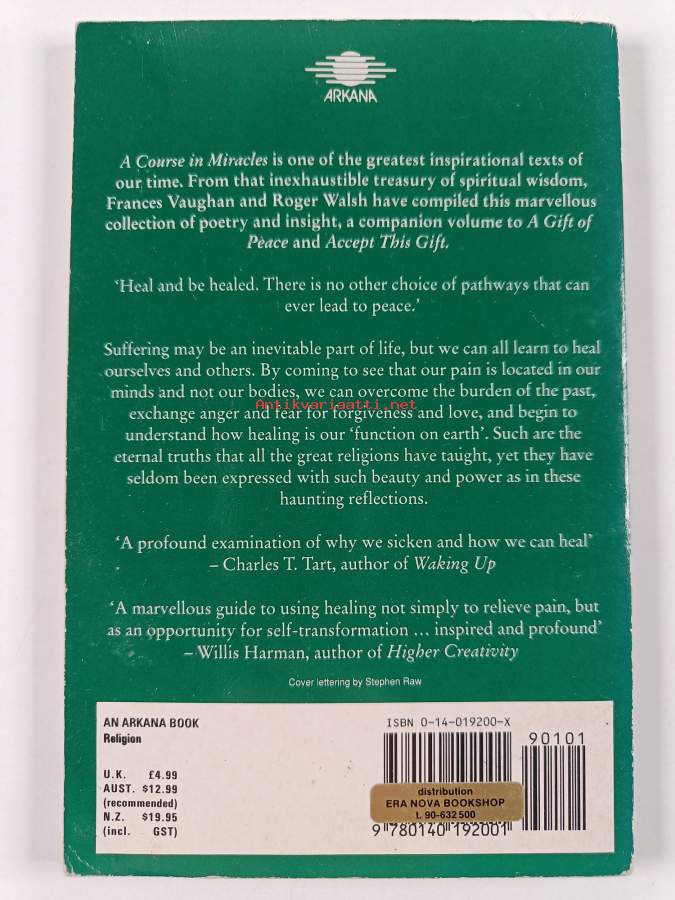 ARKANA
A Course in Miracles is one of the greatest inspirational texts of
our time. From that inexhaustible treasury of spiritual wisdom,
Frances Vaughan and Roger Walsh have compiled this marvellous
collection of poetry and insight, a companion volume to A Gift of
Peace and Accept This Gift.
‘Heal and be healed. There is no other choice of pathways that can
ever lead to peace.’
Suffering may be an inevitable part of life, but we can all learn to heal
ourselves and others. By coming to see that our pain is located in our
minds and not our bodies, we can overcome the burden of the past,
exchange anger and fear for forgiveness and love, and begin to
Antikvariaatti.net
understand how healing is our ‘function on earth’. Such are the
eternal truths that all the great religions have taught, yet they have
seldom been expressed with such beauty and power as in these
haunting reflections.
‘A profound examination of why we sicken and how we can heal’
– Charles T. Tart, author of Waking Up
‘A marvellous guide to using healing not simply to relieve pain, but
as an opportunity for self-transformation ... inspired and profound’
– Willis Harman, author of Higher Creativity
Cover lettering by Stephen Raw
AN ARKANA BOOK
Religion
U.K. £4.99
AUST. $12.99
(recommended)
N.Z. $19.95
(incl. GST)
ISBN 0-14-019200-X
90101
distribution
ERA NOVA BOOKSHOP
t. 90-632 500
9 780140 192001